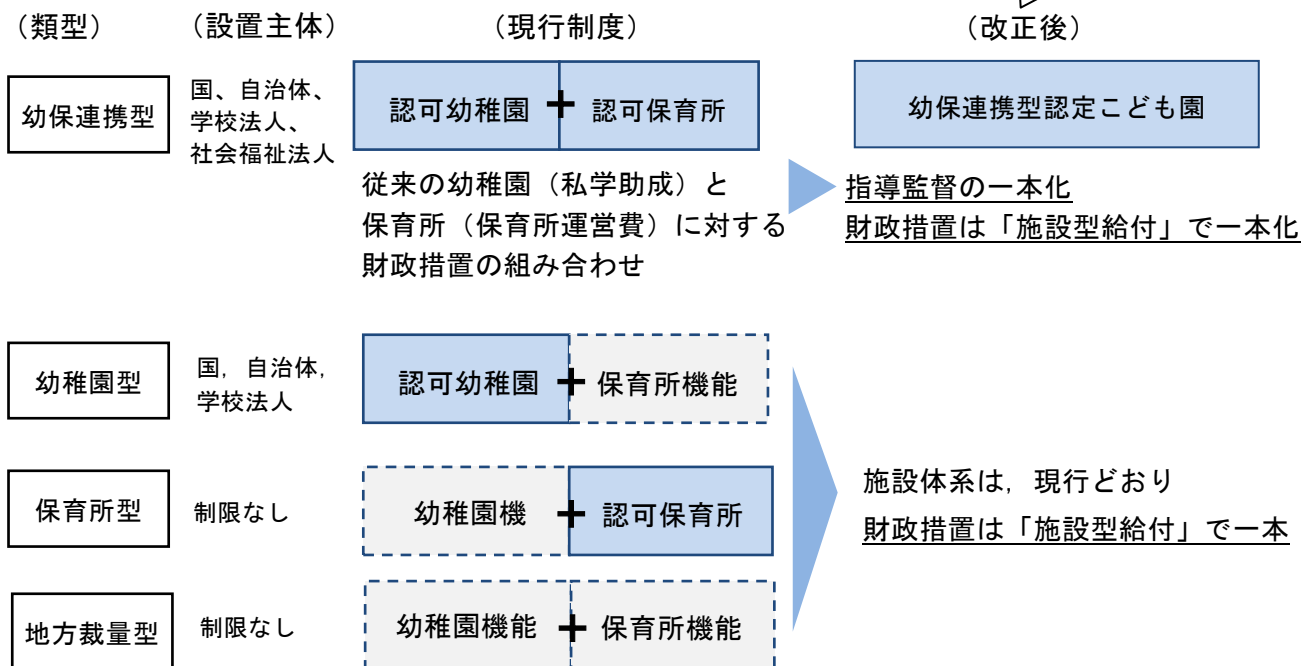 （類型）
（設置主体）
（現行制度）
（改正後）
幼保連携型
国、自治体、
学校法人、
社会福祉法人
認可幼稚園 + 認可保育所
幼保連携型認定こども園
従来の幼稚園（私学助成）と
保育所（保育所運営費）に対する
財政措置の組み合わせ
指導監督の一本化
財政措置は「施設型給付」で一本化
幼稚園型
国，自治体，
学校法人
認可幼稚園 + 保育所機能
保育所型
制限なし
幼稚園機 + 認可保育所
施設体系は，現行どおり
財政措置は「施設型給付」で一本
地方裁量型
制限なし
幼稚園機能 + 保育所機能